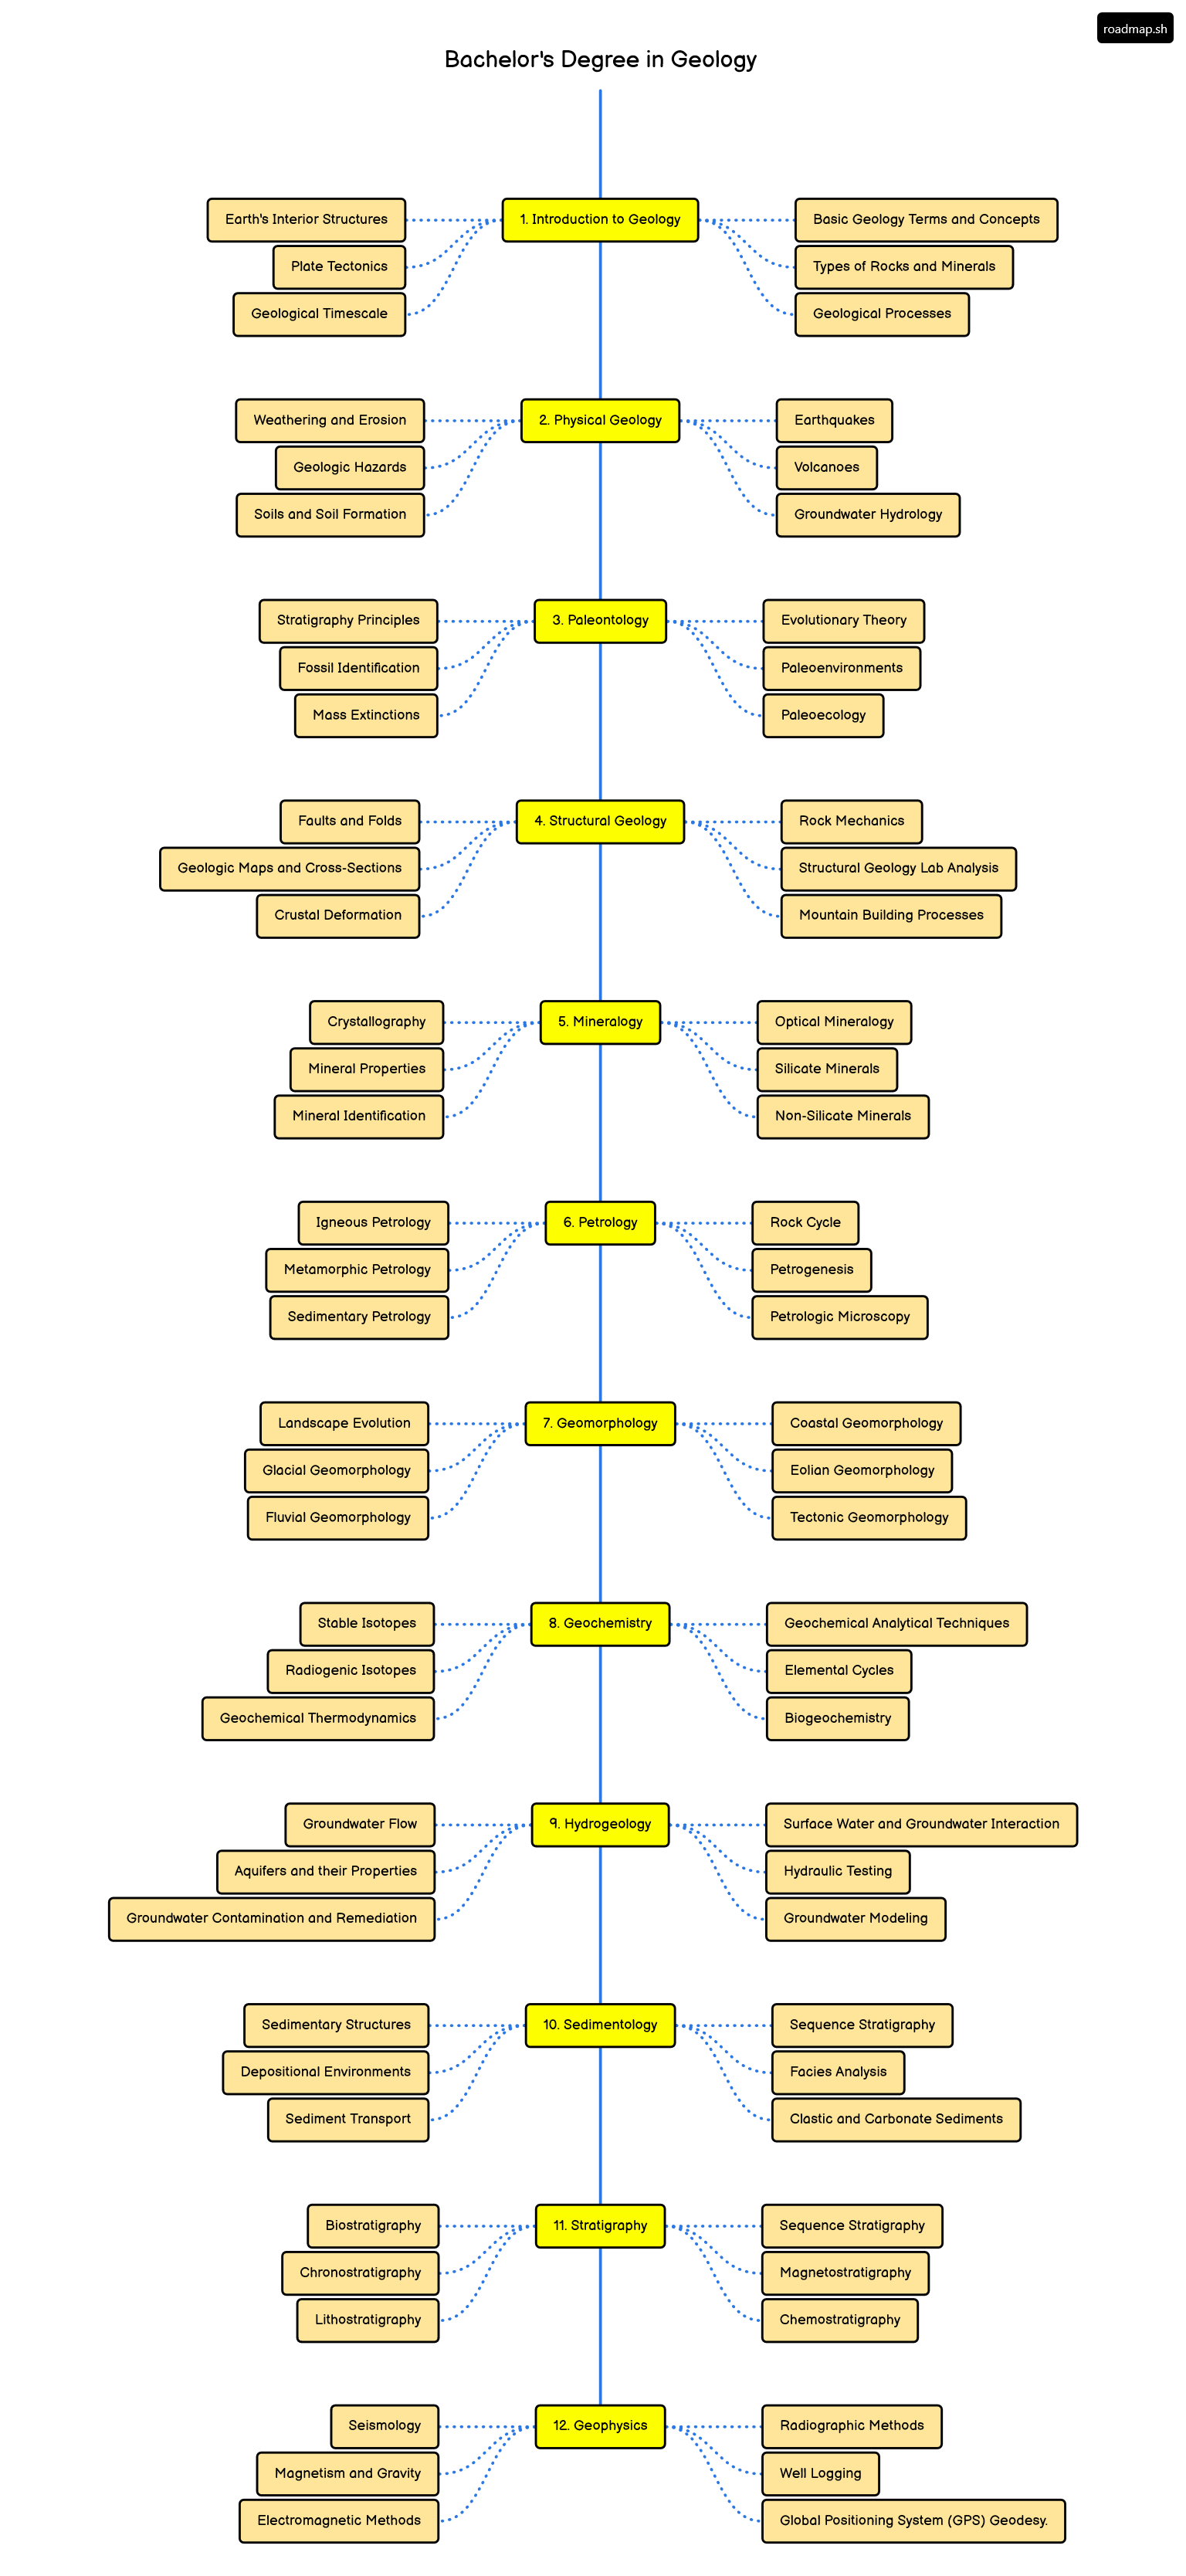 roadmap.sh
Bachelor's Degree in Geology
Earth's Interior Structures
1. Introduction to Geology
Basic Geology Terms and Concepts
Plate Tectonics
Types of Rocks and Minerals
Geological Timescale
Geological Processes
Weathering and Erosion
2. Physical Geology
Earthquakes
Geologic Hazards
Volcanoes
Soils and Soil Formation
Groundwater Hydrology
Stratigraphy Principles
3. Paleontology
Evolutionary Theory
Fossil Identification
Paleoenvironments
Mass Extinctions
Paleoecology
Faults and Folds
4. Structural Geology
Rock Mechanics
Geologic Maps and Cross-Sections
Structural Geology Lab Analysis
Crustal Deformation
Mountain Building Processes
Crystallography
5. Mineralogy
Optical Mineralogy
Mineral Properties
Silicate Minerals
Mineral Identification
Non-Silicate Minerals
Igneous Petrology
6. Petrology
Rock Cycle
Metamorphic Petrology
Petrogenesis
Sedimentary Petrology
Petrologic Microscopy
Landscape Evolution
7. Geomorphology
Coastal Geomorphology
Glacial Geomorphology
Eolian Geomorphology
Fluvial Geomorphology
Tectonic Geomorphology
Stable Isotopes
8. Geochemistry
Geochemical Analytical Techniques
Radiogenic Isotopes
Elemental Cycles
Geochemical Thermodynamics
Biogeochemistry
Groundwater Flow
9. Hydrogeology
Surface Water and Groundwater Interaction
Aquifers and their Properties
Hydraulic Testing
Groundwater Contamination and Remediation
Groundwater Modeling
Sedimentary Structures
10. Sedimentology
Sequence Stratigraphy
Depositional Environments
Facies Analysis
Sediment Transport
Clastic and Carbonate Sediments
Biostratigraphy
11. Stratigraphy
Sequence Stratigraphy
Chronostratigraphy
Magnetostratigraphy
Lithostratigraphy
Chemostratigraphy
Seismology
12. Geophysics
Radiographic Methods
Magnetism and Gravity
Well Logging
Electromagnetic Methods
Global Positioning System (GPS) Geodesy.